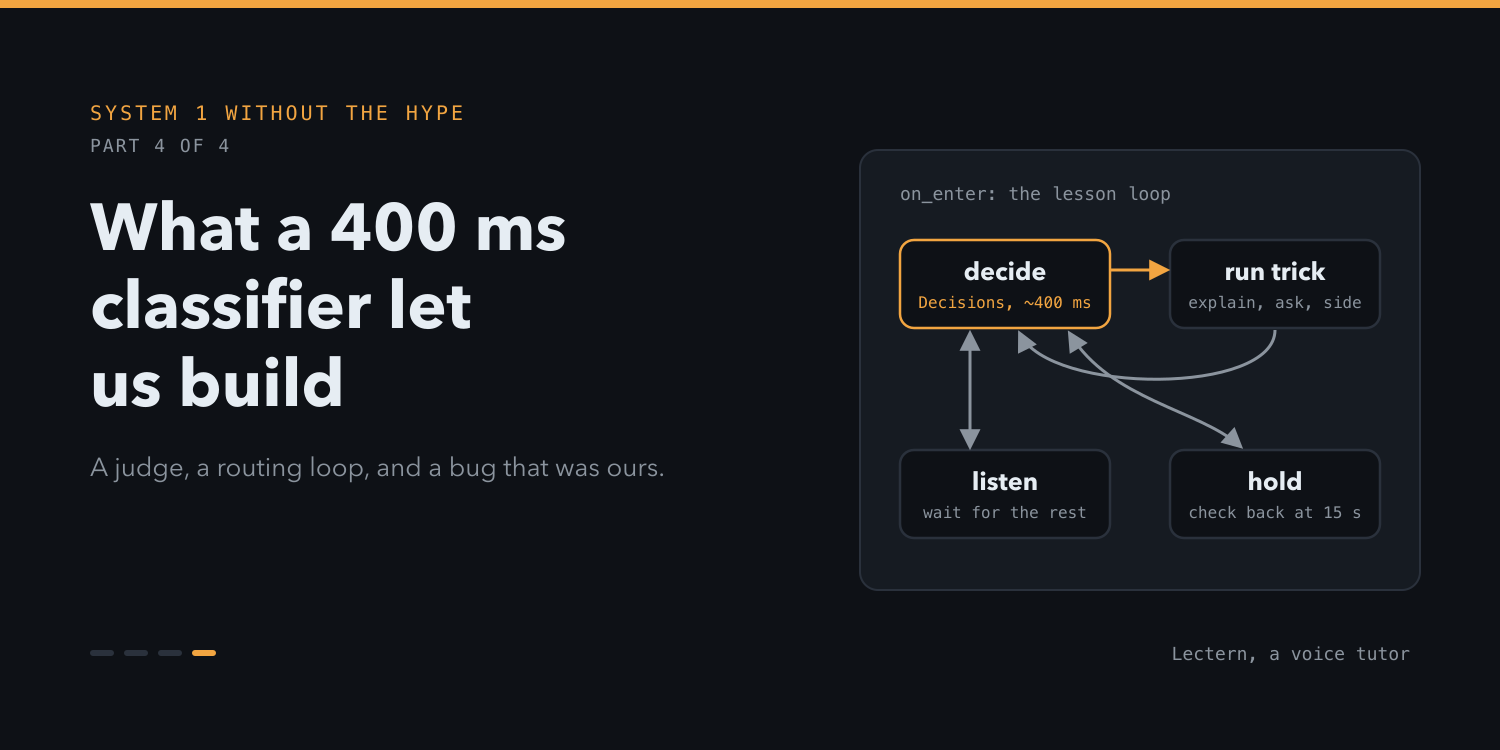 SYSTEM 1 WITHOUT THE HYPE
PART 4 OF 4
What a 400 ms
classifier let
us build
A judge, a routing loop, and a bug that was ours.
on_enter: the lesson loop
decide
Decisions, ~400 ms
run trick
explain, ask, side
listen
wait for the rest
hold
check back at 15 s
Lectern, a voice tutor